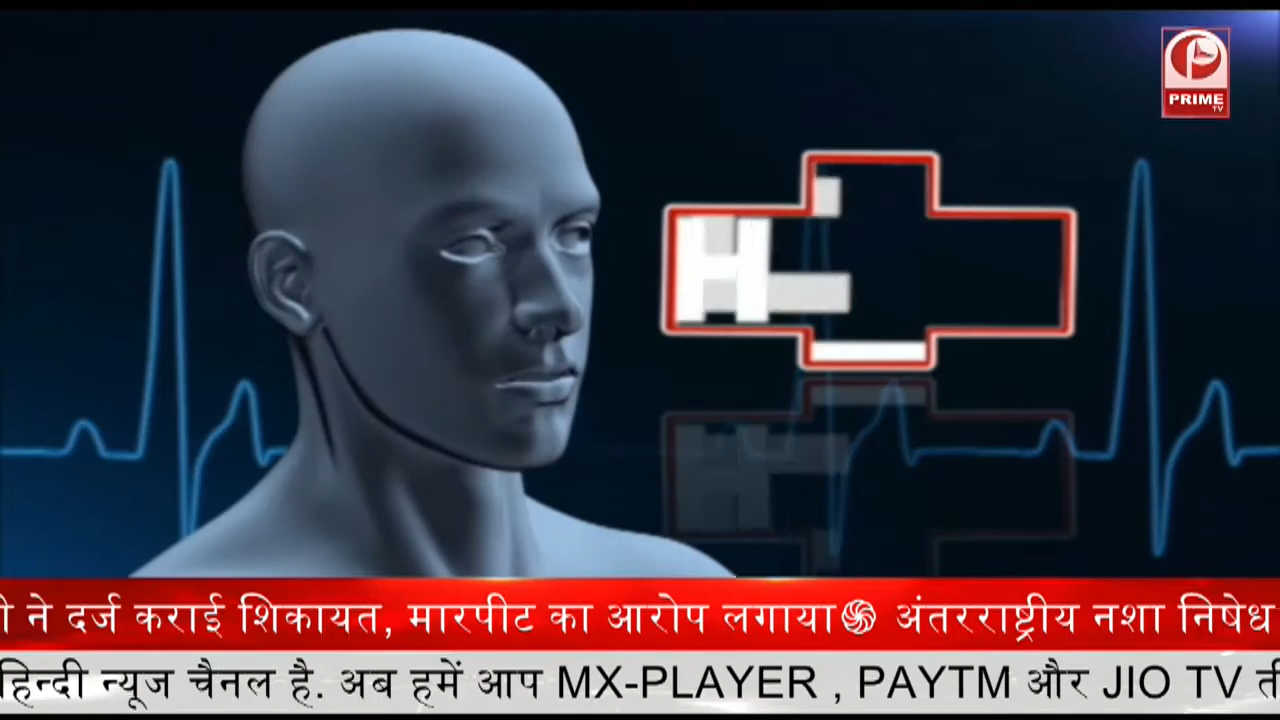 PRIME
TV
H
ने दर्ज कराई शिकायत, मारपीट का आरोप लगाया अंतरराष्ट्रीय नशा निषेध
हिन्दी न्यूज चैनल है. अब हमें आप MX-PLAYER , PAYTM और JIO TV